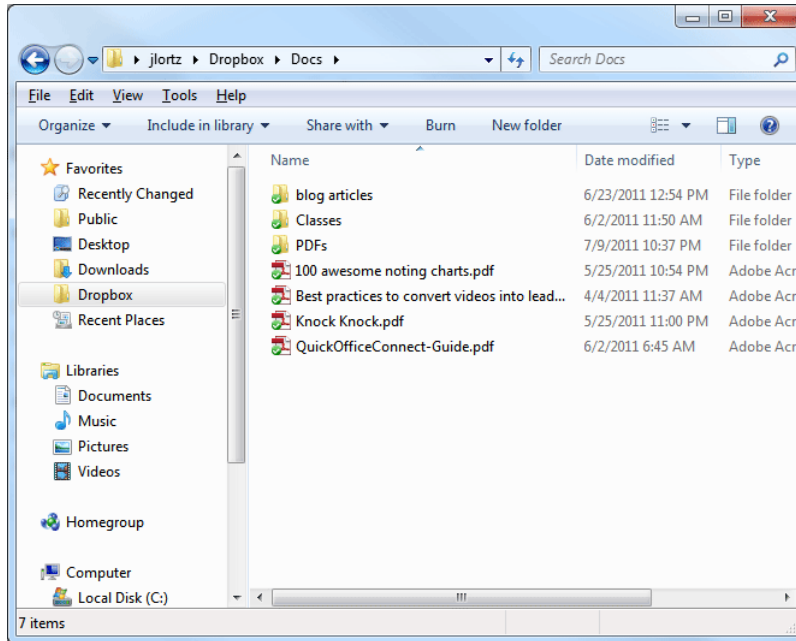 jlortz Dropbox Docs Search Docs
File Edit View Tools Help
Organize Include in library Share with Burn New folder
Favorites
Recently Changed
Public
Desktop
Downloads
Dropbox
Recent Places
Libraries
Documents
Music
Pictures
Videos
Homegroup
Computer
Local Disk (C:)
Name Date modified Type
blog articles 6/23/2011 12:54 PM File folder
Classes 6/2/2011 11:50 AM File folder
PDFs 7/9/2011 10:37 PM File folder
100 awesome noting charts.pdf 5/25/2011 10:54 PM Adobe Acr
Best practices to convert videos into lead... 4/4/2011 11:37 AM Adobe Acr
Knock Knock.pdf 5/25/2011 11:00 PM Adobe Acr
QuickOfficeConnect-Guide.pdf 6/2/2011 6:45 AM Adobe Acr
7 items